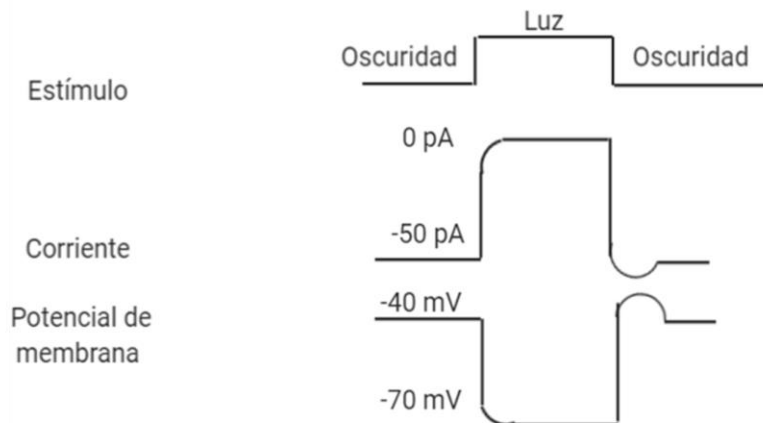 Luz
Oscuridad
Oscuridad
Estímulo
0 pA
-50 pA
Corriente
-40 mV
Potencial de
membrana
-70 mV